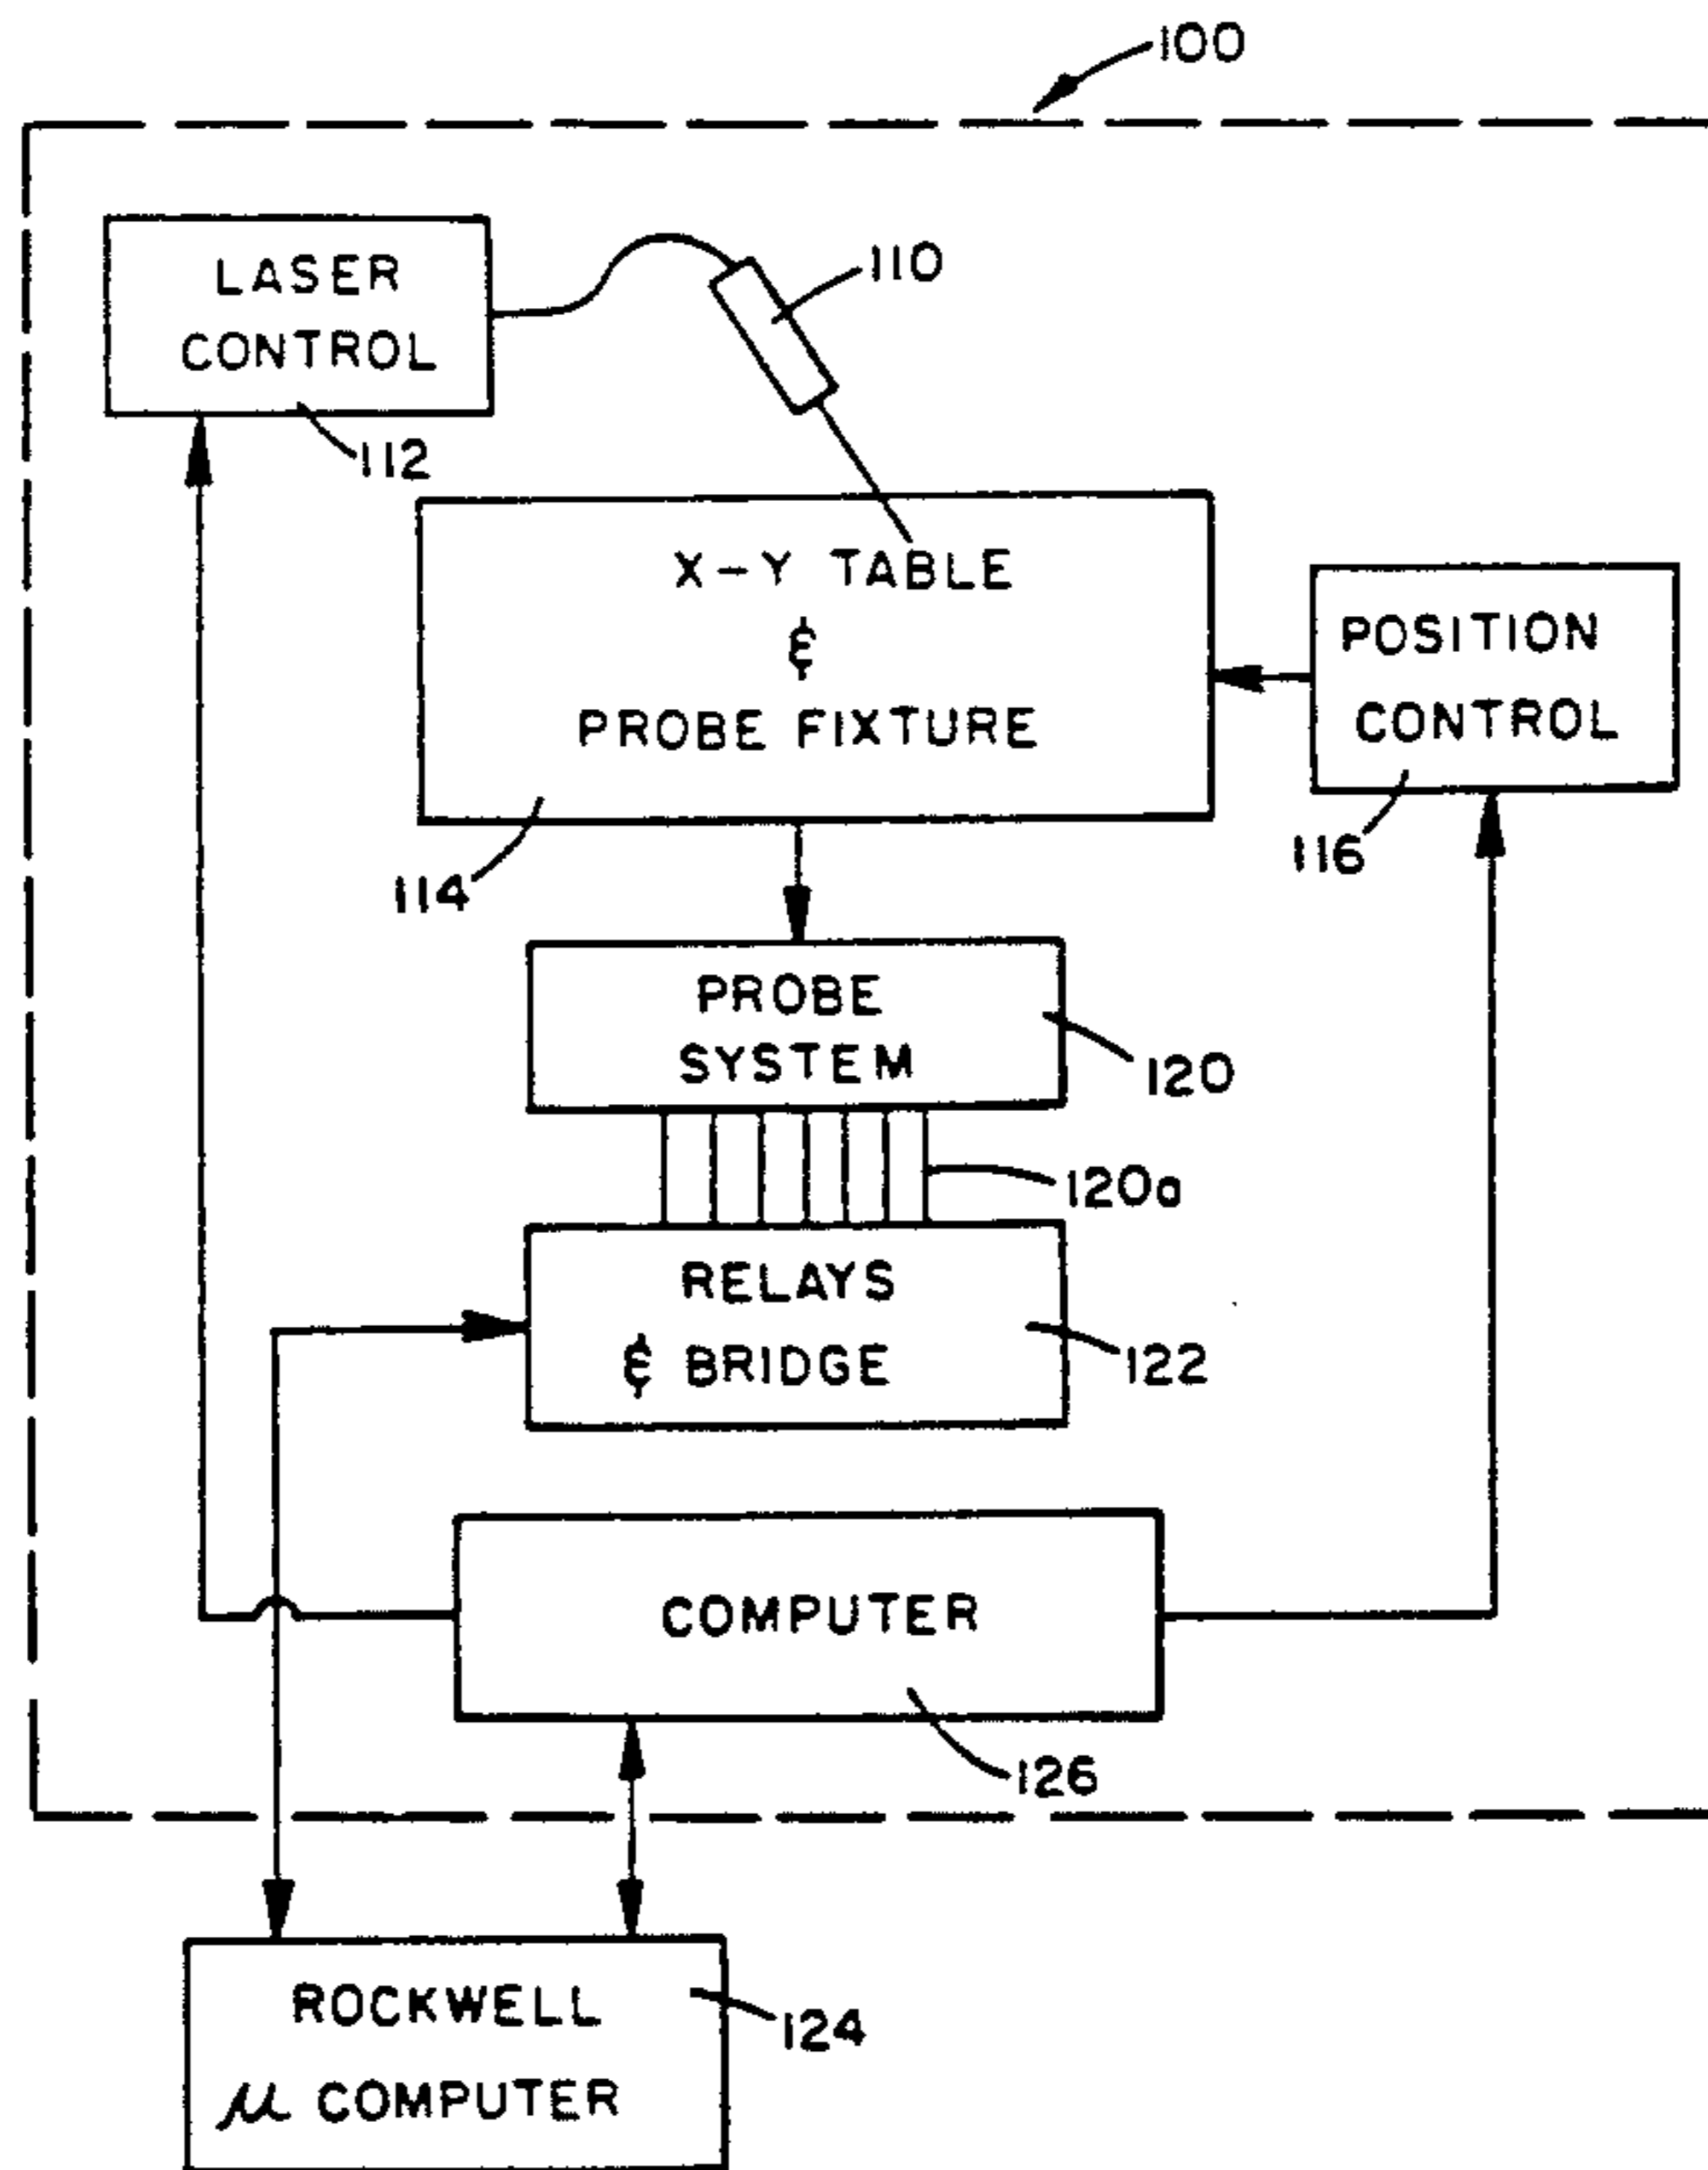 100
LASER
CONTROL
110
112
X-Y TABLE
&
PROBE FIXTURE
POSITION
CONTROL
114
116
PROBE
SYSTEM
120
120a
RELAYS
& BRIDGE
122
COMPUTER
126
ROCKWELL
μ COMPUTER
124